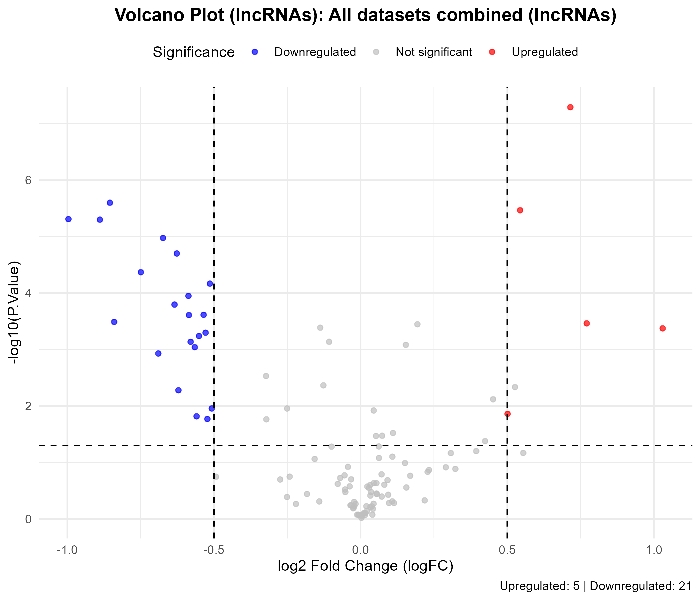 Volcano Plot (lncRNAs): All datasets combined (lncRNAs)
Significance Downregulated Not significant Upregulated
-log10(P.Value)
6
4
2
0
-1.0 -0.5 0.0 0.5 1.0
log2 Fold Change (logFC)
Upregulated: 5 | Downregulated: 21